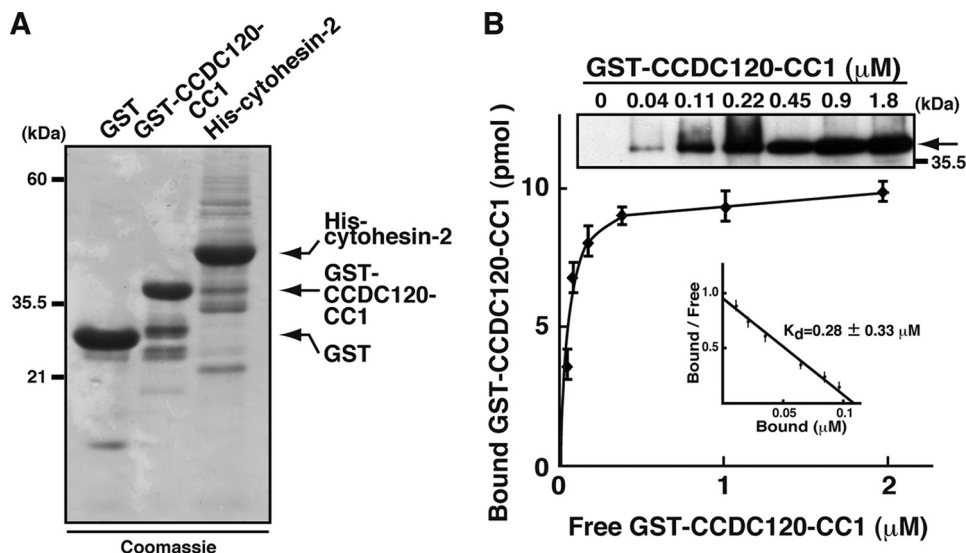 A
GST
GST-CCDC120-
CC1
His-cytohesin-2
(kDa)
60
35.5
21
His-
cytohesin-2
GST-
CCDC120-
CC1
GST
Coomassie
B
GST-CCDC120-CC1 (μM)
0 0.04 0.11 0.22 0.45 0.9 1.8 (kDa)
35.5
Bound GST-CCDC120-CC1 (pmol)
10
5
0
0 1 2
Free GST-CCDC120-CC1 (μM)
Bound / Free
1.0
0.5
Kd=0.28 ± 0.33 μM
0.05 0.1
Bound (μM)